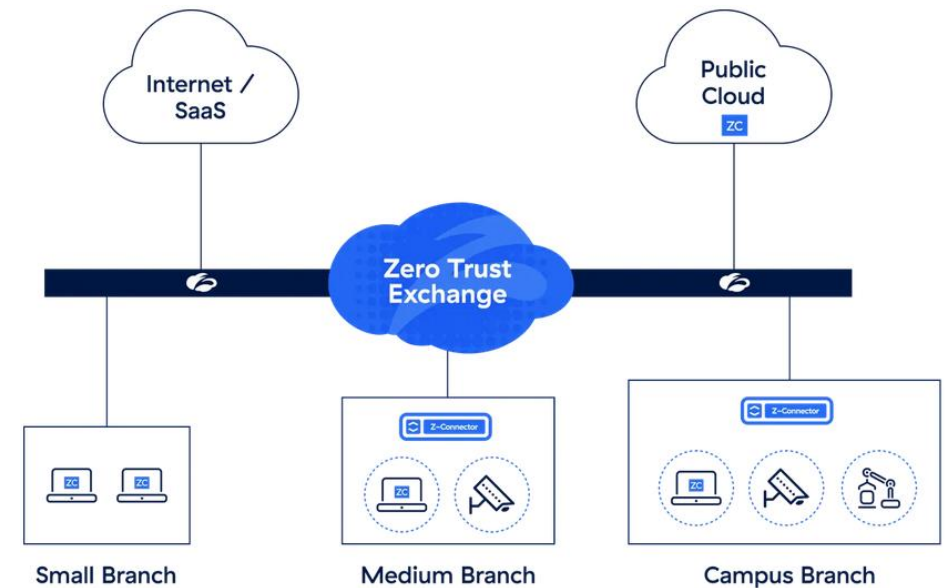 Internet /
SaaS
Public
Cloud
ZC
Zero Trust
Exchange
Z-Connector
Z-Connector
ZC
ZC
ZC
ZC
Small Branch
Medium Branch
Campus Branch